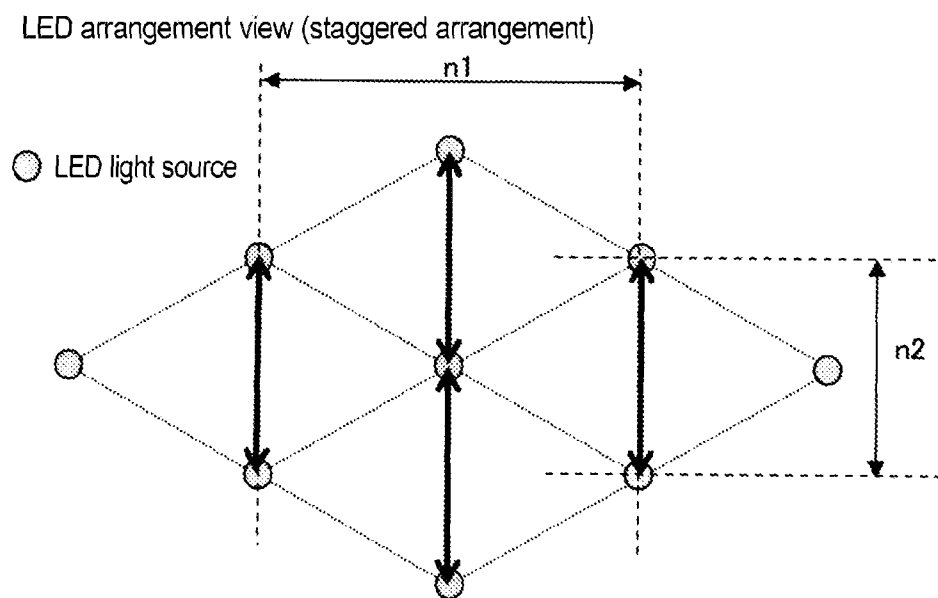 LED arrangement view (staggered arrangement)
n1
LED light source
n2